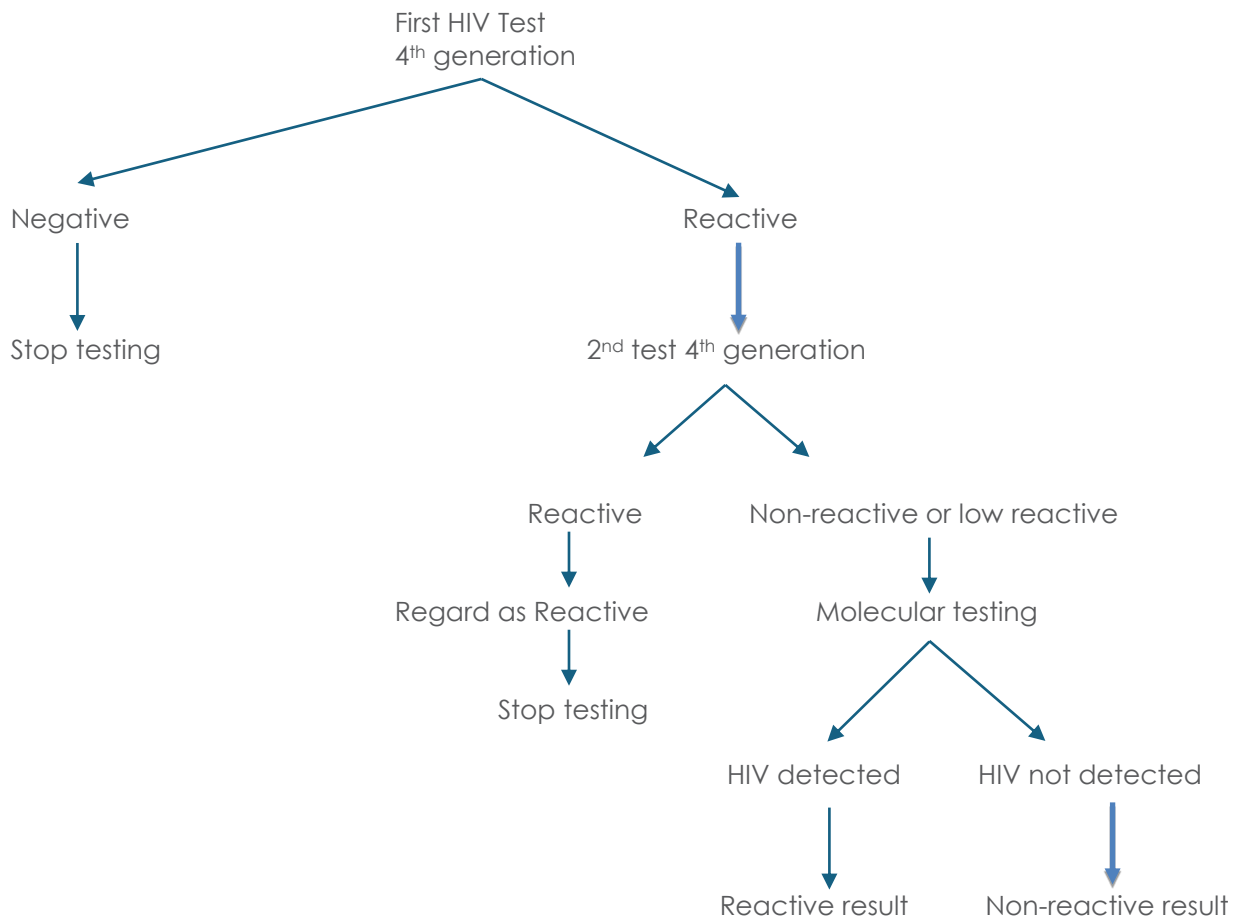 First HIV Test
4th generation
Negative
Reactive
Stop testing
2nd test 4th generation
Reactive
Non-reactive or low reactive
Regard as Reactive
Molecular testing
Stop testing
HIV detected
HIV not detected
Reactive result
Non-reactive result